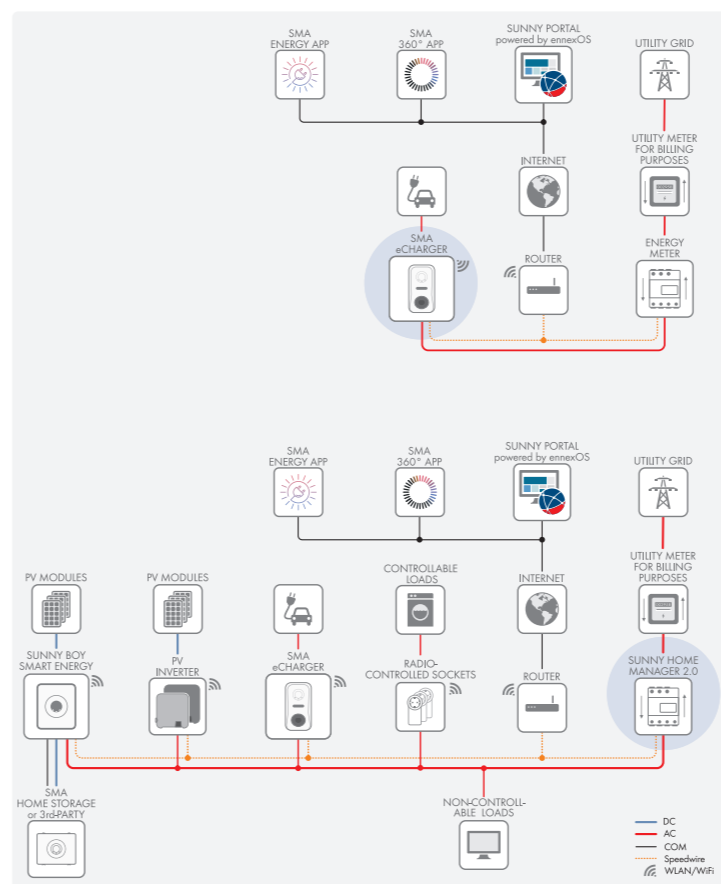 SMA
ENERGY APP
SMA
360° APP
SUNNY PORTAL
powered by ennexOS
UTILITY GRID
INTERNET
UTILITY METER
FOR BILLING
PURPOSES
SMA
eCHARGER
ROUTER
ENERGY
METER
SMA
ENERGY APP
SMA
360° APP
SUNNY PORTAL
powered by ennexOS
UTILITY GRID
PV MODULES
PV MODULES
CONTROLLABLE
LOADS
INTERNET
UTILITY METER
FOR BILLING
PURPOSES
SUNNY BOY
SMART ENERGY
PV
INVERTER
SMA
eCHARGER
RADIO-
CONTROLLED SOCKETS
ROUTER
SUNNY HOME
MANAGER 2.0
SMA
HOME STORAGE
or 3rd-PARTY
NON-CONTROLL-
ABLE LOADS
DC
AC
COM
Speedwire
WLAN/WiFi